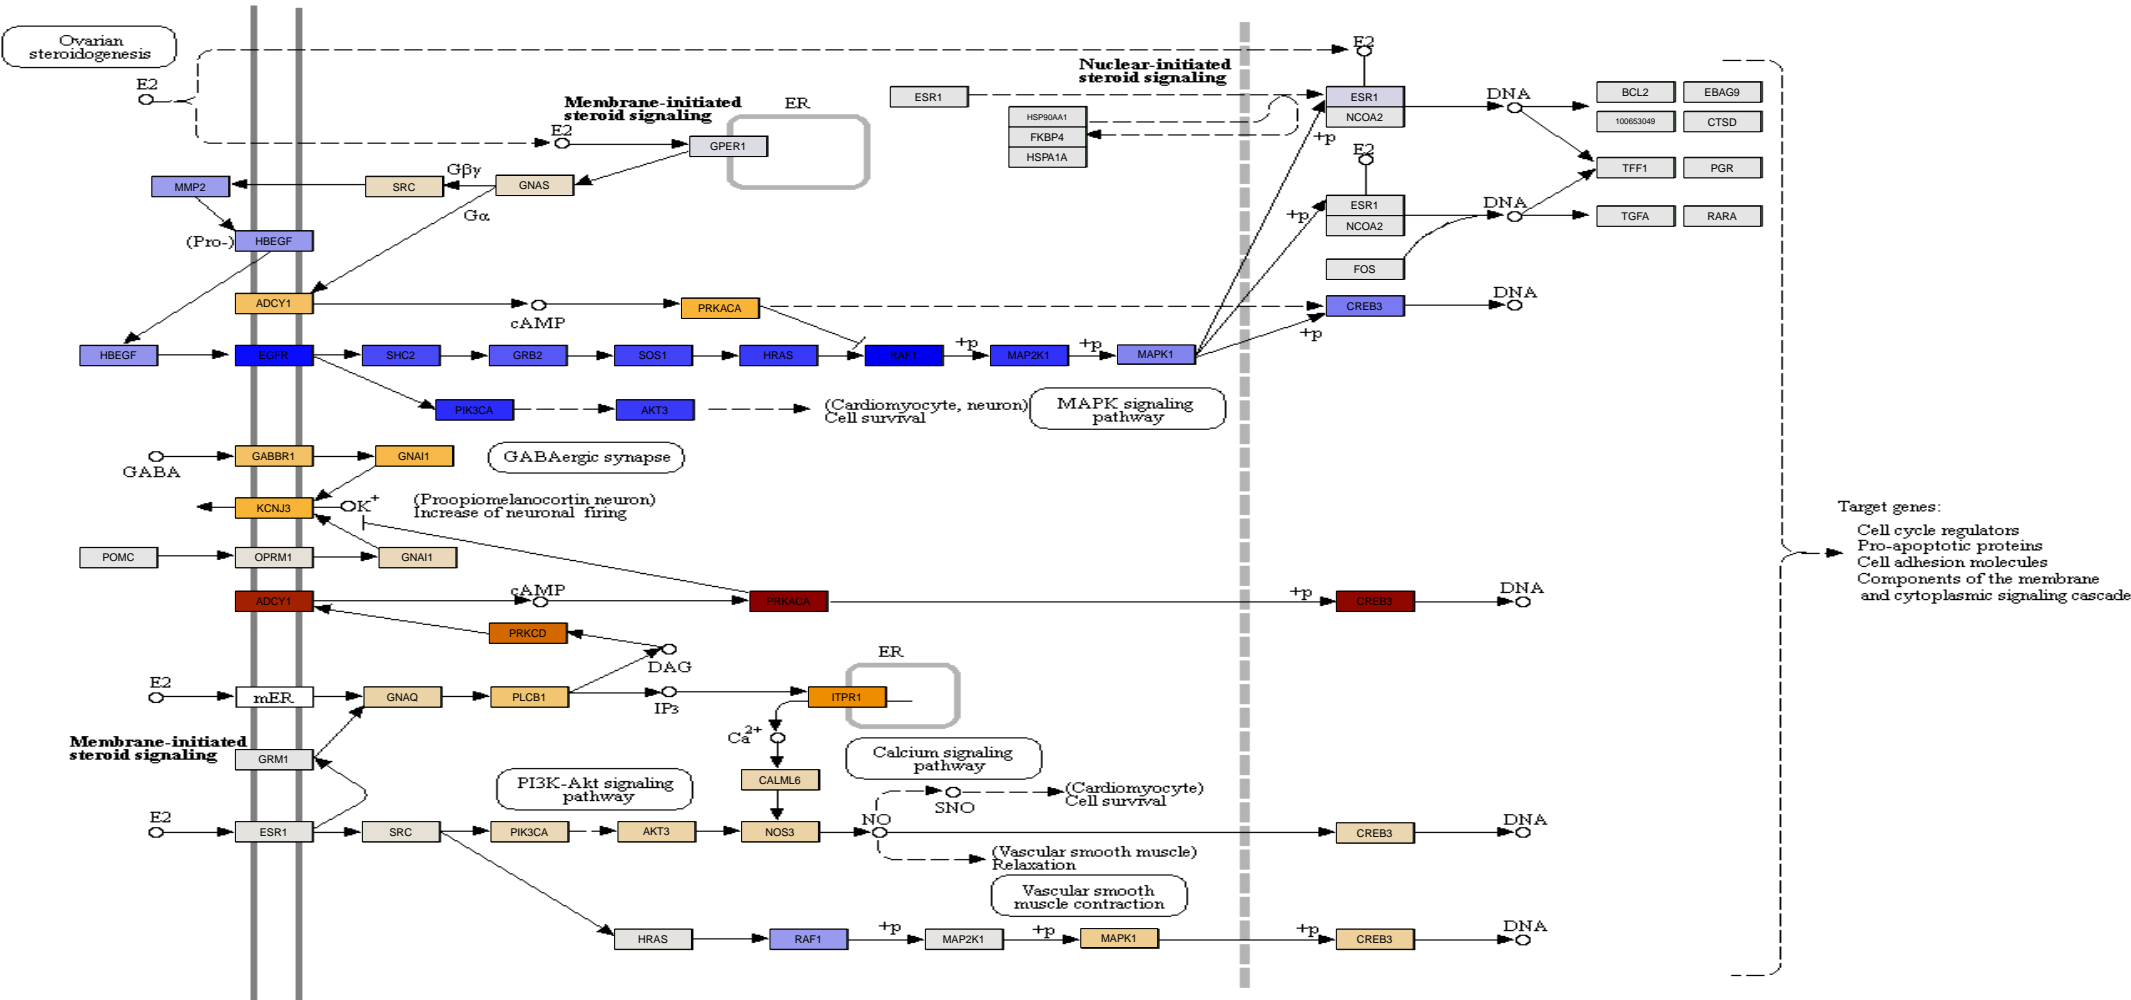 Ovarian
steroidogenesis
E2
E2
Nuclear-initiated
steroid signaling
ESR1
ESR1
NCOA2
DNA
BCL2
EBAG9
100653049
CTSD
Membrane-initiated
steroid signaling
ER
HSP90AA1
FKBP4
HSPA1A
+p
E2
GPER1
E2
TFF1
PGR
MMP2
SRC
Gβγ
GNAS
Gα
ESR1
NCOA2
+p
DNA
TGFA
RARA
(Pro-)
HBEGF
FOS
ADCY1
cAMP
PRKACA
CREB3
DNA
+p
HBEGF
EGFR
SHC2
GRB2
SOS1
HRAS
RAF1
+p
MAP2K1
+p
MAPK1
PIK3CA
AKT3
(Cardiomyocyte, neuron)
Cell survival
MAPK signaling
pathway
GABA
GABBR1
GNAI1
GABAergic synapse
KCNJ3
K+
(Proopiomelanocortin neuron)
Increase of neuronal firing
Target genes:
Cell cycle regulators
Pro-apoptotic proteins
Cell adhesion molecules
Components of the membrane
and cytoplasmic signaling cascade
POMC
OPRM1
GNAI1
ADCY1
cAMP
PRKACA
+p
CREB3
DNA
PRKCD
DAG
E2
mER
GNAQ
PLCB1
IP3
ITPR1
ER
Ca2+
Membrane-initiated
steroid signaling
GRM1
Calcium signaling
pathway
PI3K-Akt signaling
pathway
CALML6
SNO
(Cardiomyocyte)
Cell survival
E2
ESR1
SRC
PIK3CA
AKT3
NOS3
NO
CREB3
DNA
(Vascular smooth muscle)
Relaxation
Vascular smooth
muscle contraction
HRAS
RAF1
+p
MAP2K1
+p
MAPK1
+p
CREB3
DNA